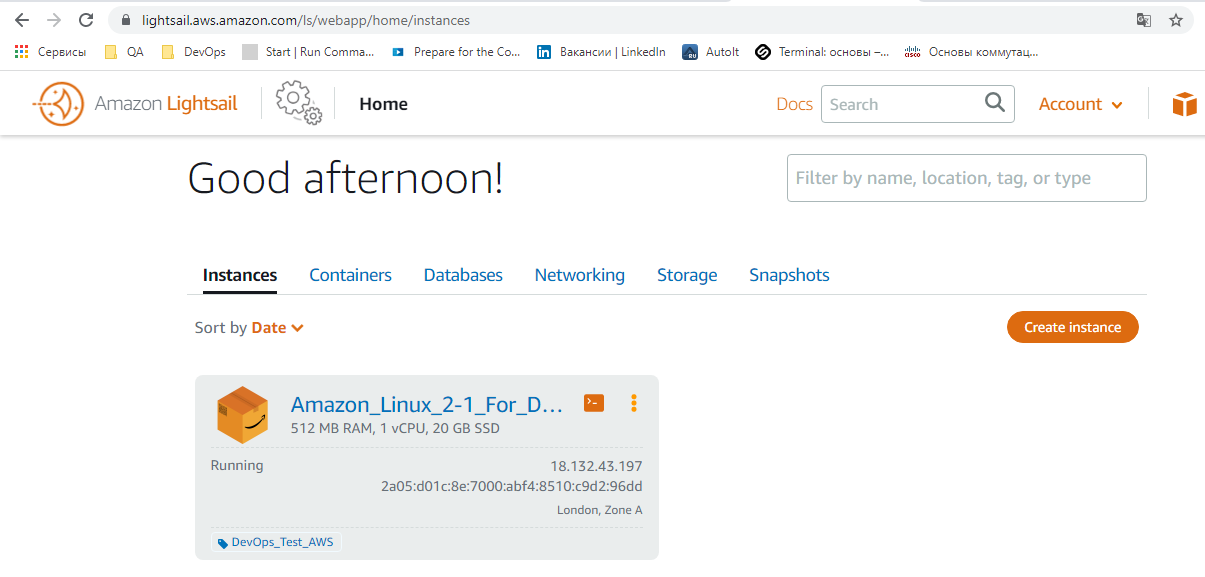 lightsail.aws.amazon.com/ls/webapp/home/instances
Сервисы QA DevOps Start | Run Comma... Prepare for the Co... Вакансии | LinkedIn AutoIt Terminal: основы –... Основы коммутац...
Amazon Lightsail Home Docs Search Account
Good afternoon!
Filter by name, location, tag, or type
Instances Containers Databases Networking Storage Snapshots
Sort by Date Create instance
Amazon_Linux_2-1_For_D...
512 MB RAM, 1 vCPU, 20 GB SSD
Running 18.132.43.197
2a05:d01c:8e:7000:abf4:8510:c9d2:96dd
London, Zone A
DevOps_Test_AWS